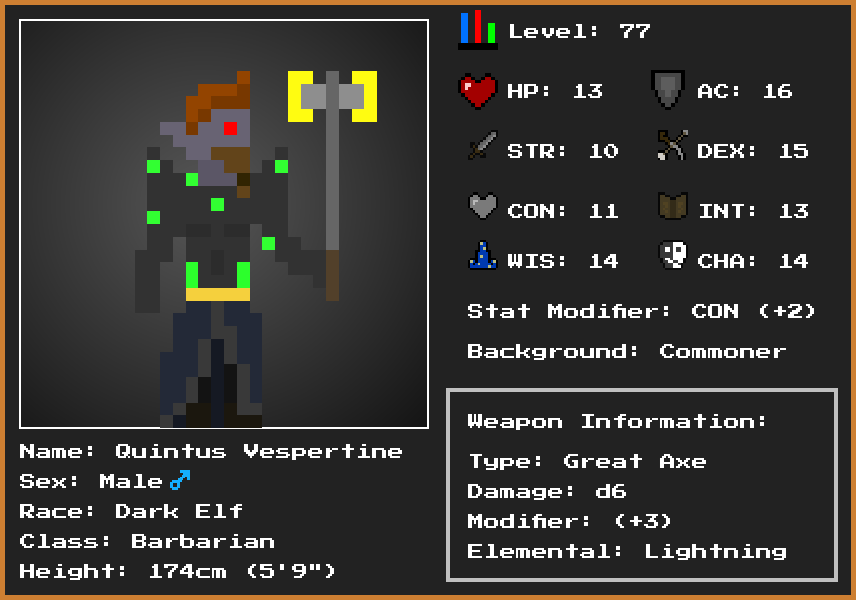 Level: 77
HP: 13 AC: 16
STR: 10 DEX: 15
CON: 11 INT: 13
WIS: 14 CHA: 14
Stat Modifier: CON (+2)
Background: Commoner
Weapon Information:
Type: Great Axe
Damage: d6
Modifier: (+3)
Elemental: Lightning
Name: Quintus Vespertine
Sex: Male ♂
Race: Dark Elf
Class: Barbarian
Height: 174cm (5'9")